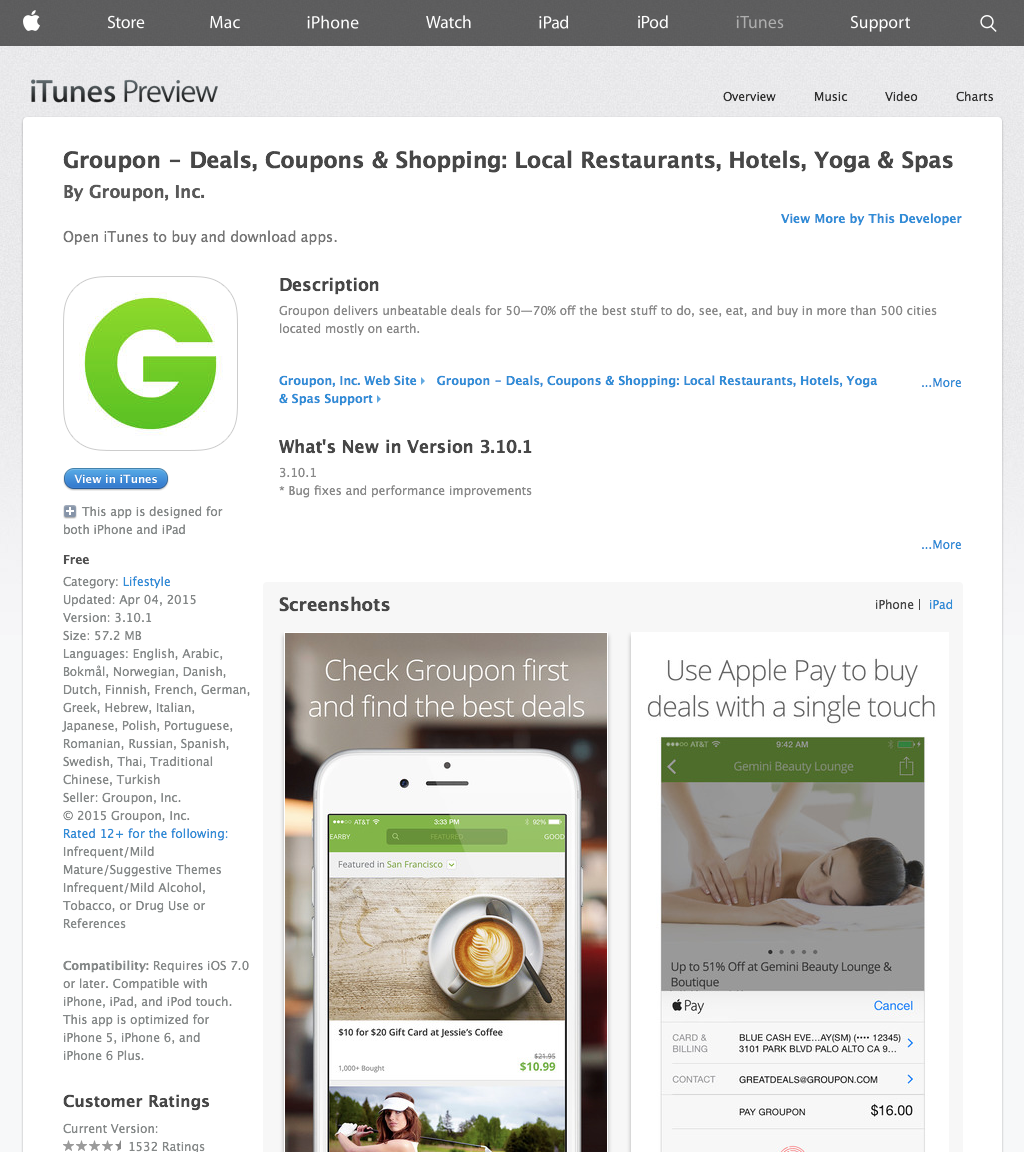 Store Mac iPhone Watch iPad iPod iTunes Support
iTunes Preview
Overview Music Video Charts
Groupon – Deals, Coupons & Shopping: Local Restaurants, Hotels, Yoga & Spas
By Groupon, Inc.
View More by This Developer
Open iTunes to buy and download apps.
G
View in iTunes
This app is designed for
both iPhone and iPad
Free
Category: Lifestyle
Updated: Apr 04, 2015
Version: 3.10.1
Size: 57.2 MB
Languages: English, Arabic,
Bokmål, Norwegian, Danish,
Dutch, Finnish, French, German,
Greek, Hebrew, Italian,
Japanese, Polish, Portuguese,
Romanian, Russian, Spanish,
Swedish, Thai, Traditional
Chinese, Turkish
Seller: Groupon, Inc.
© 2015 Groupon, Inc.
Rated 12+ for the following:
Infrequent/Mild
Mature/Suggestive Themes
Infrequent/Mild Alcohol,
Tobacco, or Drug Use or
References
Compatibility: Requires iOS 7.0
or later. Compatible with
iPhone, iPad, and iPod touch.
This app is optimized for
iPhone 5, iPhone 6, and
iPhone 6 Plus.
Customer Ratings
Current Version:
1532 Ratings
Description
Groupon delivers unbeatable deals for 50—70% off the best stuff to do, see, eat, and buy in more than 500 cities
located mostly on earth.
Groupon, Inc. Web Site Groupon – Deals, Coupons & Shopping: Local Restaurants, Hotels, Yoga
& Spas Support
...More
What's New in Version 3.10.1
3.10.1
* Bug fixes and performance improvements
...More
Screenshots
iPhone | iPad
Check Groupon first
and find the best deals
AT&T 3:33 PM 92%
EARBY FEATURED GOOD
Featured in San Francisco
$10 for $20 Gift Card at Jessie's Coffee
$21.95
1,000+ Bought $10.99
Use Apple Pay to buy
deals with a single touch
AT&T 9:42 AM
Gemini Beauty Lounge
Up to 51% Off at Gemini Beauty Lounge &
Boutique
Pay Cancel
CARD &
BILLING
BLUE CASH EVE...AY(SM) (•••• 12345)
3101 PARK BLVD PALO ALTO CA 9...
CONTACT GREATDEALS@GROUPON.COM
PAY GROUPON $16.00